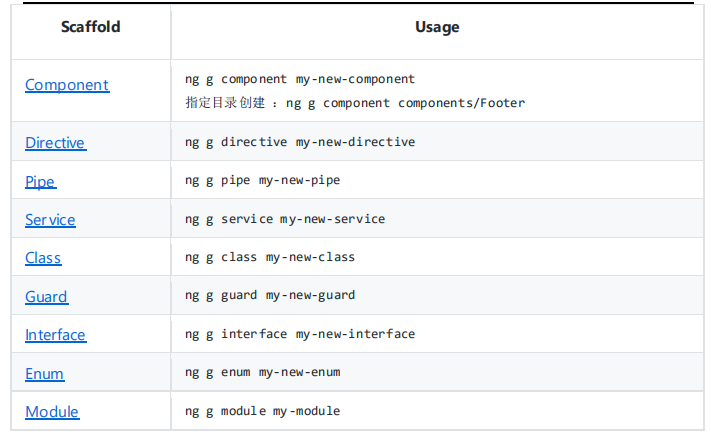 Scaffold Usage
Component ng g component my-new-component
指定目录创建 ：ng g component components/Footer
Directive ng g directive my-new-directive
Pipe ng g pipe my-new-pipe
Service ng g service my-new-service
Class ng g class my-new-class
Guard ng g guard my-new-guard
Interface ng g interface my-new-interface
Enum ng g enum my-new-enum
Module ng g module my-module